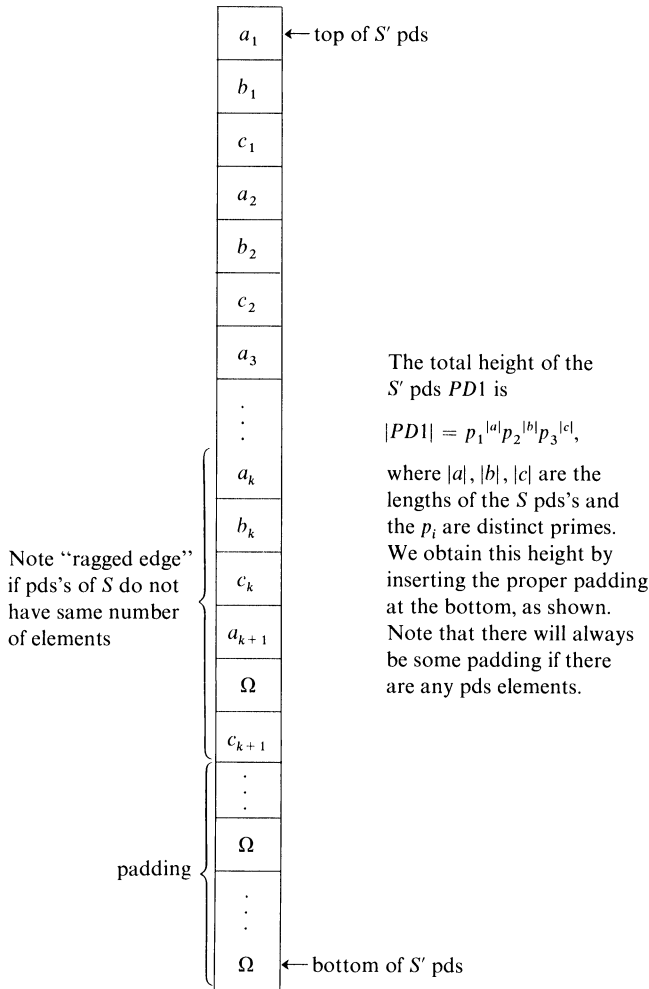 a₁ ← top of S′ pds
b₁
c₁
a₂
b₂
c₂
a₃
The total height of the
S′ pds PD1 is
|PD1| = p₁^|a| p₂^|b| p₃^|c|,
where |a|, |b|, |c| are the
lengths of the S pds's and
the pᵢ are distinct primes.
We obtain this height by
inserting the proper padding
at the bottom, as shown.
Note that there will always
be some padding if there
are any pds elements.
.
.
.
aₖ
bₖ
cₖ
aₖ₊₁
Ω
cₖ₊₁
Note “ragged edge”
if pds's of S do not
have same number
of elements
.
.
.
Ω
.
.
.
Ω ← bottom of S′ pds
padding